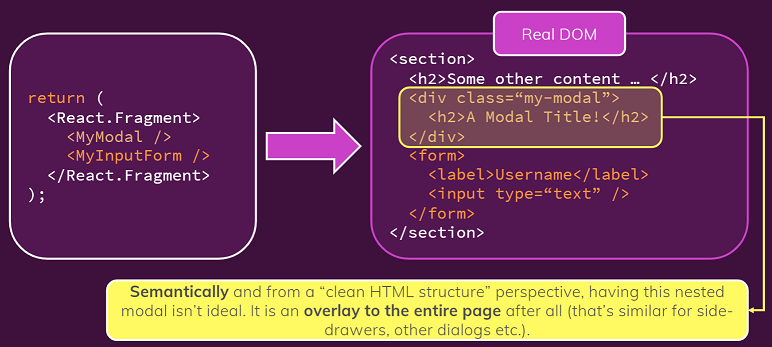 return (
<React.Fragment>
<MyModal />
<MyInputForm />
</React.Fragment>
);
Real DOM
<section>
<h2>Some other content … </h2>
<div class=“my-modal”>
<h2>A Modal Title!</h2>
</div>
<form>
<label>Username</label>
<input type=“text” />
</form>
</section>
Semantically and from a “clean HTML structure” perspective, having this nested
modal isn’t ideal. It is an overlay to the entire page after all (that’s similar for side-
drawers, other dialogs etc.).